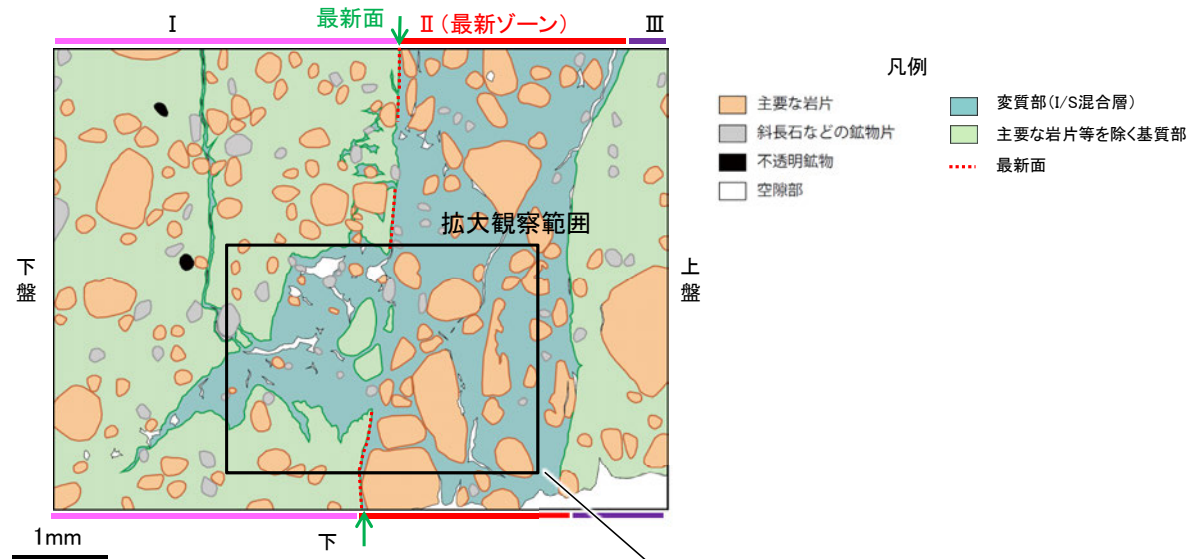 Ⅰ
最新面
Ⅱ(最新ゾーン)
Ⅲ
凡例
主要な岩片
斜長石などの鉱物片
不透明鉱物
空隙部
変質部(I/S混合層)
主要な岩片等を除く基質部
最新面
拡大観察範囲
下盤
上盤
1mm
下